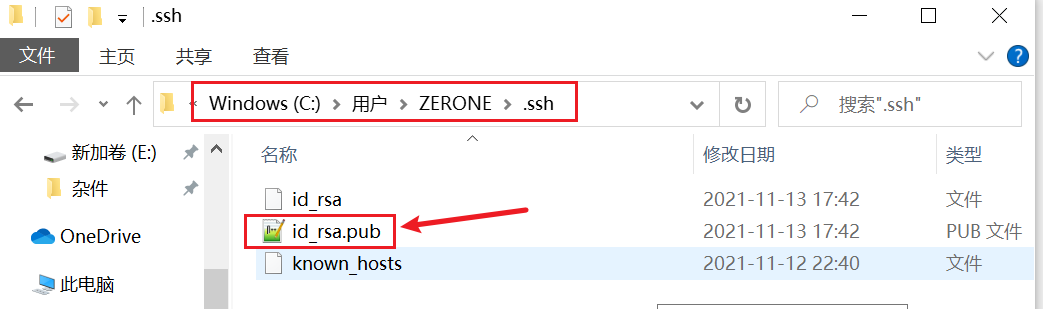 .ssh
文件 主页 共享 查看
« Windows (C:) › 用户 › ZERONE › .ssh 搜索".ssh"
新加卷 (E:)
杂件
OneDrive
此电脑
名称 修改日期 类型
id_rsa 2021-11-13 17:42 文件
id_rsa.pub 2021-11-13 17:42 PUB 文件
known_hosts 2021-11-12 22:40 文件